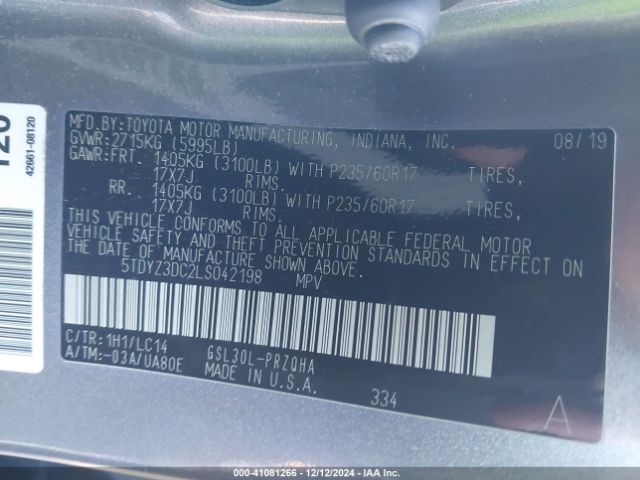 MFD.BY:TOYOTA MOTOR MANUFACTURING, INDIANA, INC. 08/19
GVWR:2715KG (5995LB)
GAWR:FRT. 1405KG (3100LB) WITH P235/60R17 TIRES,
17X7J RIMS.
RR. 1405KG (3100LB) WITH P235/60R17 TIRES,
17X7J RIMS.
THIS VEHICLE CONFORMS TO ALL APPLICABLE FEDERAL MOTOR
VEHICLE SAFETY AND THEFT PREVENTION STANDARDS IN EFFECT ON
THE DATE OF MANUFACTURE SHOWN ABOVE.
5TDYZ3DC2LS042198 MPV
C/TR:1H1/LC14 GSL30L-PRZQHA
A/TM:-03A/UA80E MADE IN U.S.A.
334
A
42661-08120
000-41081266 - 12/12/2024 - IAA Inc.